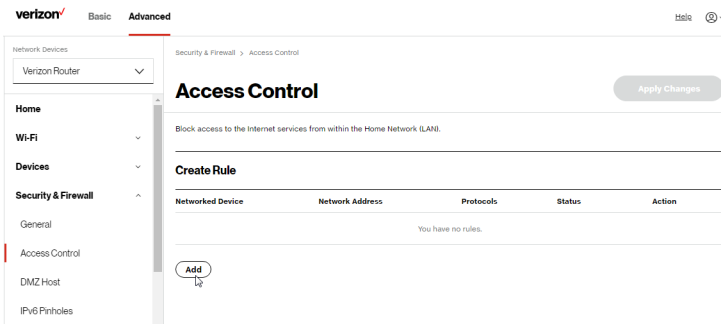 verizon✓ Basic Advanced Help
Network Devices
Verizon Router
Home
Wi-Fi
Devices
Security & Firewall
General
Access Control
DMZ Host
IPv6 Pinholes
Security & Firewall > Access Control
Access Control Apply Changes
Block access to the Internet services from within the Home Network (LAN).
Create Rule
Networked Device Network Address Protocols Status Action
You have no rules.
Add